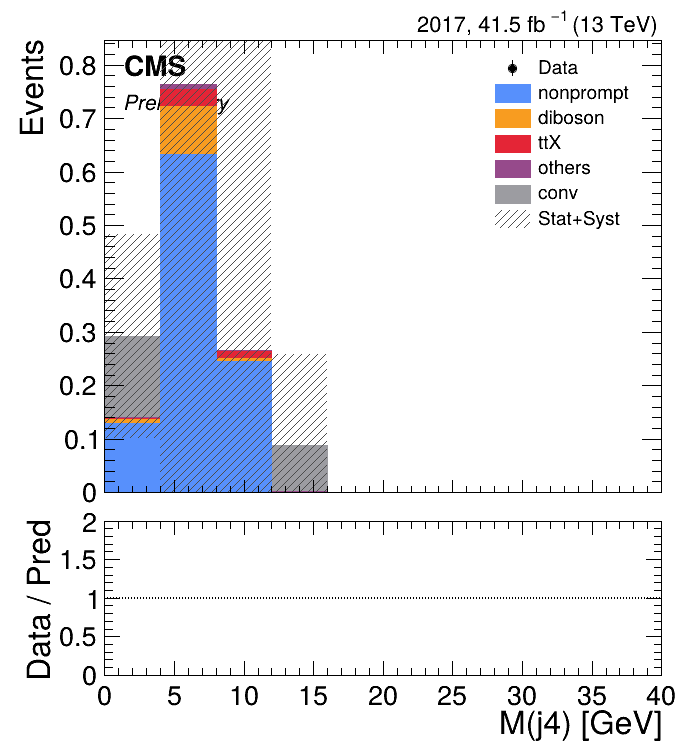 2017, 41.5 fb⁻¹ (13 TeV)
Events
0.8
0.7
0.6
0.5
0.4
0.3
0.2
0.1
0
CMS
Data
nonprompt
diboson
ttX
others
conv
Stat+Syst
Data / Pred
2
1.5
1
0.5
0
0 5 10 15 20 25 30 35 40
M(j4) [GeV]